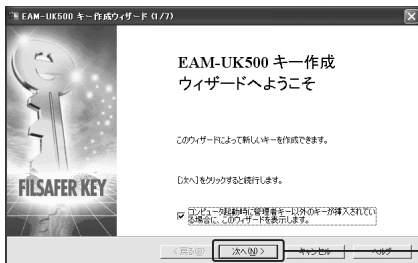 EAM-UK500 キー作成ウィザード (1/7)
EAM-UK500 キー作成
ウィザードへようこそ
このウィザードによって新しいキーを作成できます。
[次へ]をクリックすると続行します。
コンピュータ起動時に管理者キー以外のキーが挿入されてい
る場合に、このウィザードを表示します。
FILSAFER KEY
< 戻る(B)
次へ(N) >
キャンセル
ヘルプ